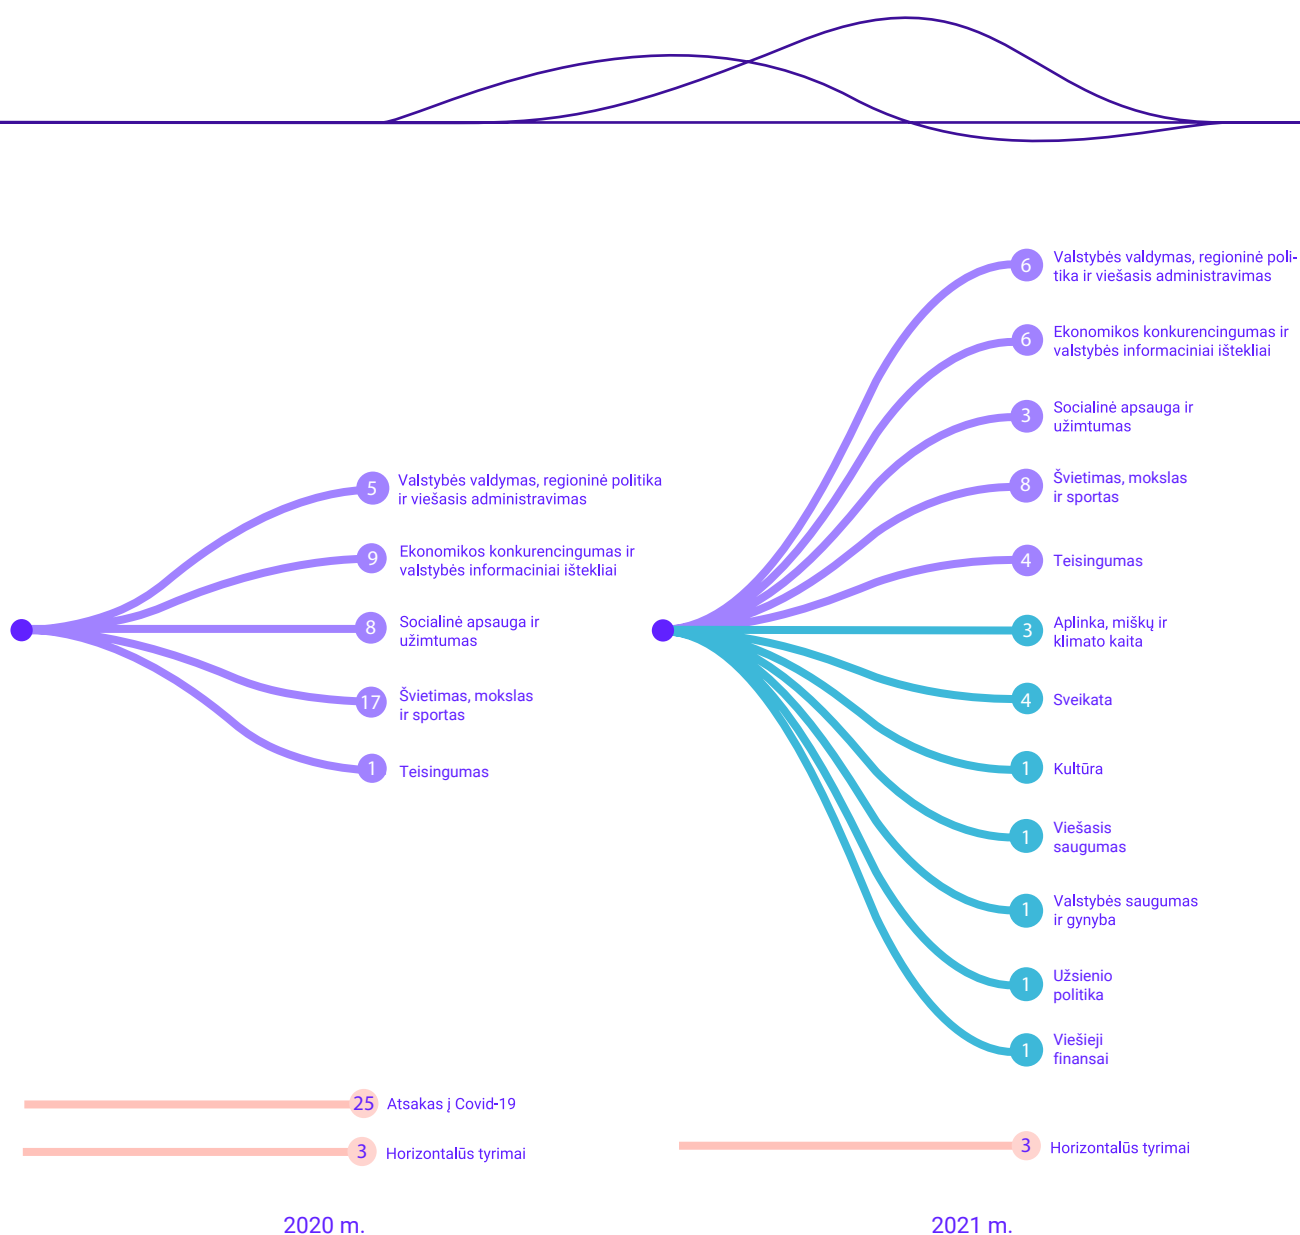 5
Valstybės valdymas, regioninė politika
ir viešasis administravimas
9
Ekonomikos konkurencingumas ir
valstybės informaciniai ištekliai
8
Socialinė apsauga ir
užimtumas
17
Švietimas, mokslas
ir sportas
1
Teisingumas
25
Atsakas į Covid-19
3
Horizontalūs tyrimai
2020 m.
6
Valstybės valdymas, regioninė poli-
tika ir viešasis administravimas
6
Ekonomikos konkurencingumas ir
valstybės informaciniai ištekliai
3
Socialinė apsauga ir
užimtumas
8
Švietimas, mokslas
ir sportas
4
Teisingumas
3
Aplinka, miškų ir
klimato kaita
4
Sveikata
1
Kultūra
1
Viešasis
saugumas
1
Valstybės saugumas
ir gynyba
1
Užsienio
politika
1
Viešieji
finansai
3
Horizontalūs tyrimai
2021 m.